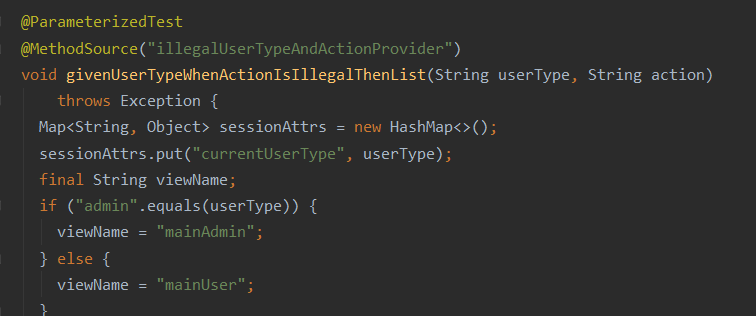 @ParameterizedTest
@MethodSource("illegalUserTypeAndActionProvider")
void givenUserTypeWhenActionIsIllegalThenList(String userType, String action)
throws Exception {
Map<String, Object> sessionAttrs = new HashMap<>();
sessionAttrs.put("currentUserType", userType);
final String viewName;
if ("admin".equals(userType)) {
viewName = "mainAdmin";
} else {
viewName = "mainUser";
}